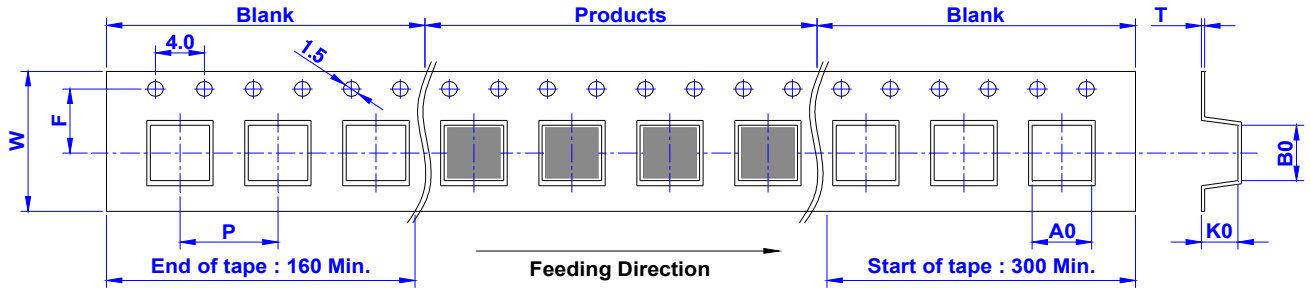 Blank
Products
Blank
T
4.0
1.5
F
W
B0
P
A0
K0
End of tape : 160 Min.
Feeding Direction
Start of tape : 300 Min.